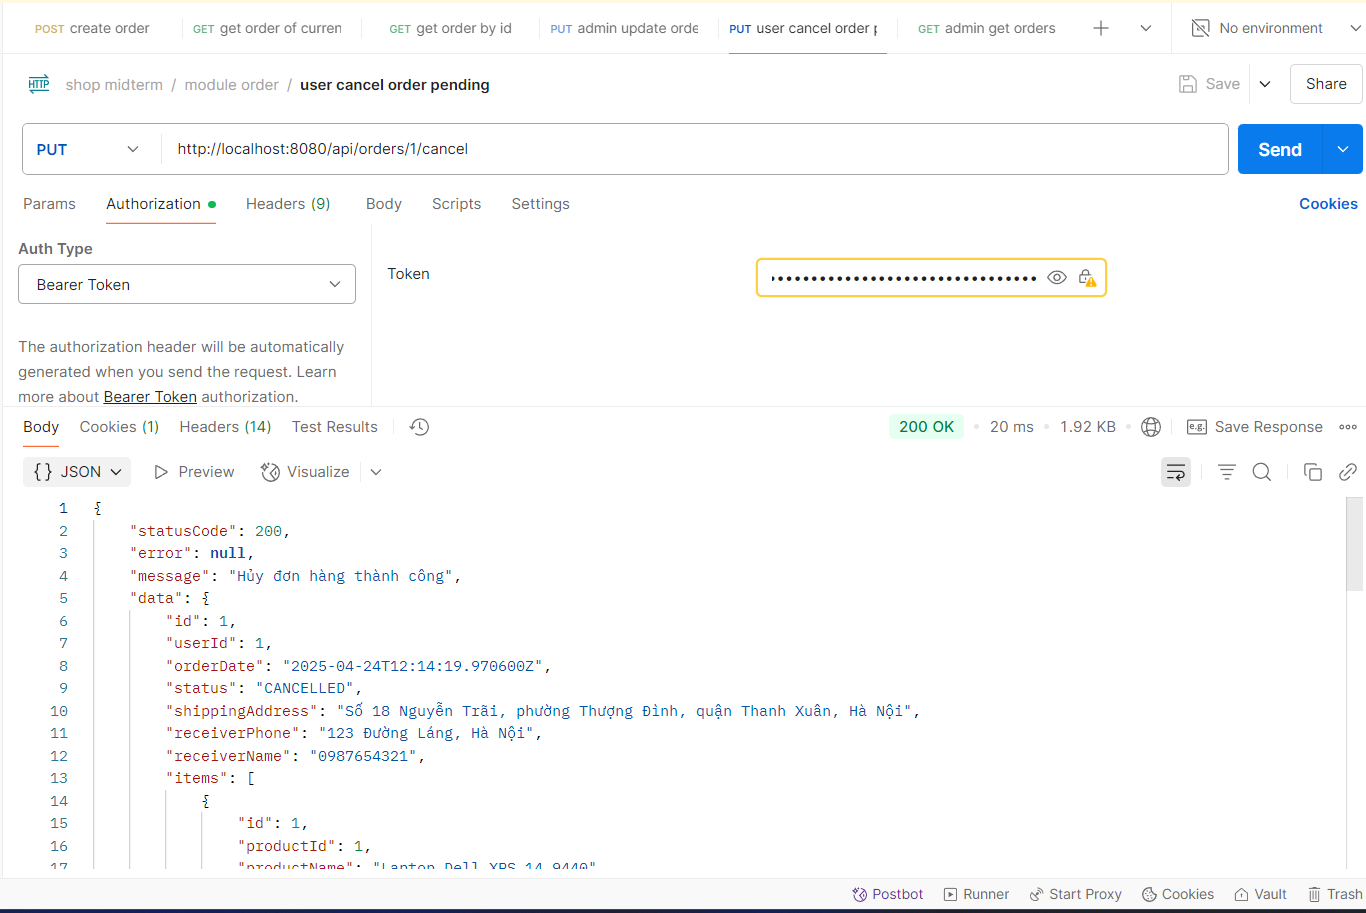 POST create order GET get order of curren GET get order by id PUT admin update orde PUT user cancel order p GET admin get orders No environment
HTTP shop midterm / module order / user cancel order pending Save Share
PUT http://localhost:8080/api/orders/1/cancel Send
Params Authorization Headers (9) Body Scripts Settings Cookies
Auth Type
Bearer Token
Token
The authorization header will be automatically
generated when you send the request. Learn
more about Bearer Token authorization.
Body Cookies (1) Headers (14) Test Results 200 OK • 20 ms • 1.92 KB • e.g. Save Response
{} JSON Preview Visualize
1 {
2 "statusCode": 200,
3 "error": null,
4 "message": "Hủy đơn hàng thành công",
5 "data": {
6 "id": 1,
7 "userId": 1,
8 "orderDate": "2025-04-24T12:14:19.970600Z",
9 "status": "CANCELLED",
10 "shippingAddress": "Số 18 Nguyễn Trãi, phường Thượng Đình, quận Thanh Xuân, Hà Nội",
11 "receiverPhone": "123 Đường Láng, Hà Nội",
12 "receiverName": "0987654321",
13 "items": [
14 {
15 "id": 1,
16 "productId": 1,
17 "productName": "Laptop Dell XPS 14 9440"
Postbot Runner Start Proxy Cookies Vault Trash